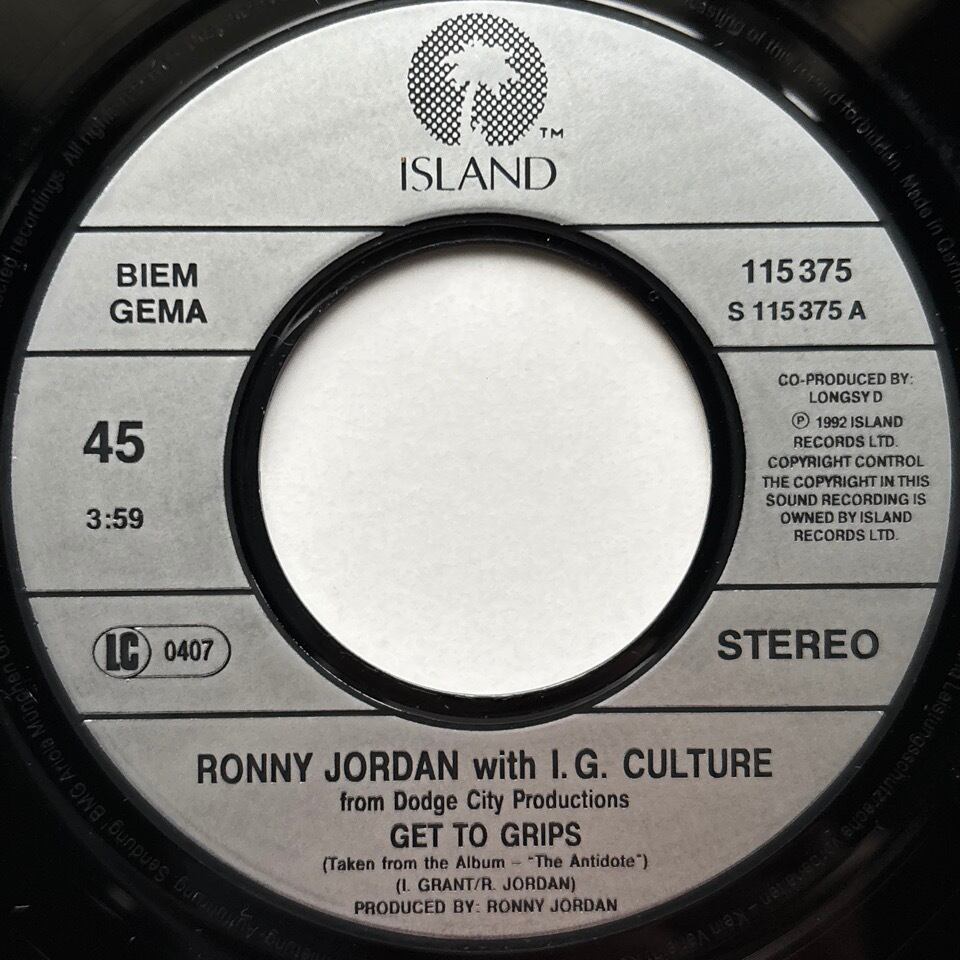 ISLAND
TM
BIEM
GEMA
115 375
S 115 375 A
45
3:59
CO-PRODUCED BY:
LONGSY D
Ⓟ 1992 ISLAND
RECORDS LTD.
COPYRIGHT CONTROL
THE COPYRIGHT IN THIS
SOUND RECORDING IS
OWNED BY ISLAND
RECORDS LTD.
LC 0407
STEREO
RONNY JORDAN with I.G. CULTURE
from Dodge City Productions
GET TO GRIPS
(Taken from the Album – "The Antidote")
(I. GRANT/R. JORDAN)
PRODUCED BY: RONNY JORDAN